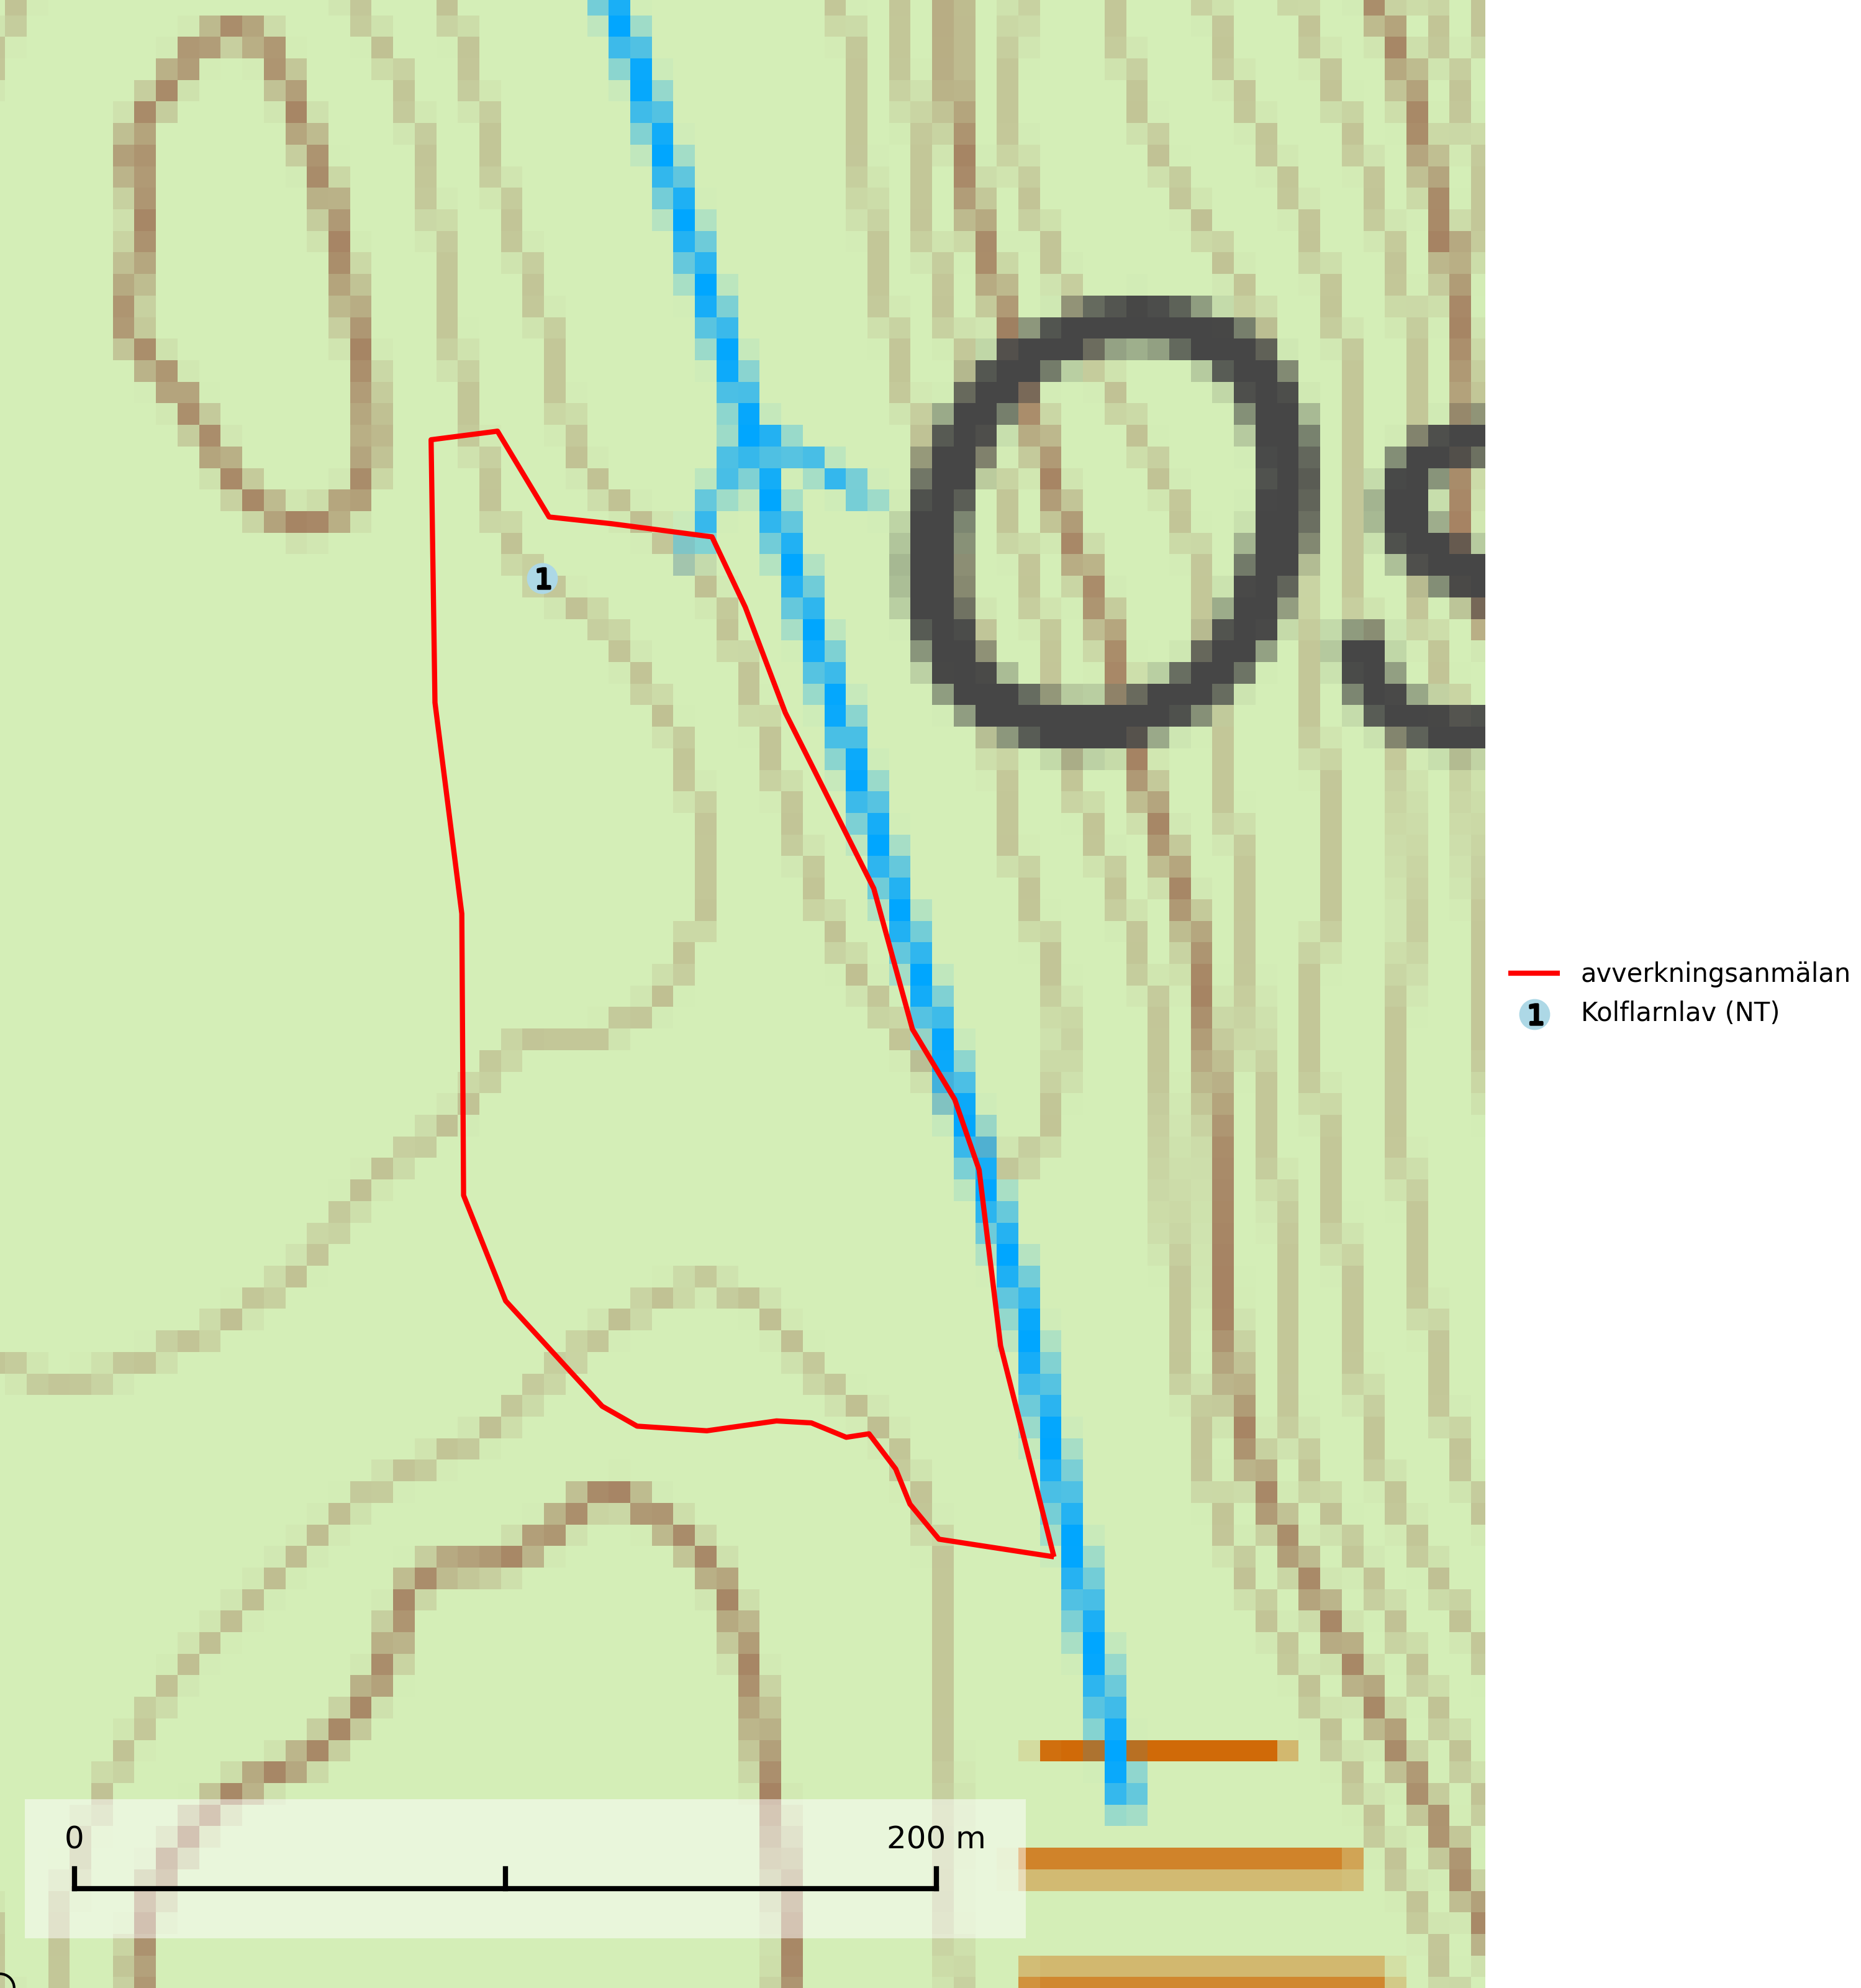 1
avverkningsanmälan
1 Kolflarnlav (NT)
0 200 m